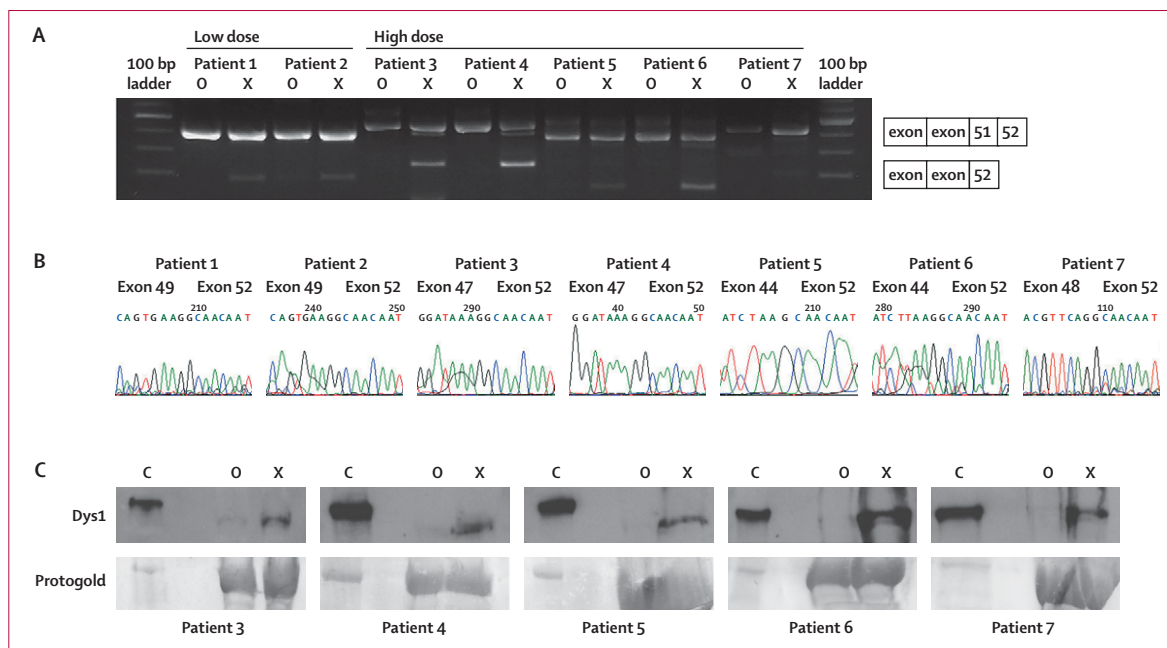 A
Low dose High dose
100 bp ladder Patient 1 Patient 2 Patient 3 Patient 4 Patient 5 Patient 6 Patient 7 100 bp ladder
O X O X O X O X O X O X O X
exon exon 51 52
exon exon 52
B
Patient 1 Patient 2 Patient 3 Patient 4 Patient 5 Patient 6 Patient 7
Exon 49 Exon 52 Exon 49 Exon 52 Exon 47 Exon 52 Exon 47 Exon 52 Exon 44 Exon 52 Exon 44 Exon 52 Exon 48 Exon 52
210 240 250 290 40 50 210 280 290 110
CAGTGAAGGCAACAAT CAGTGAAGGCAACAAT GGATAAAGGCAACAAT GGATAAAGGCAACAAT ATCTAAGCAACAAT ATCTTAAGGCAACAAT ACGTTCAGGCAACAAT
C
C O X C O X C O X C O X C O X
Dys1
Protogold
Patient 3 Patient 4 Patient 5 Patient 6 Patient 7